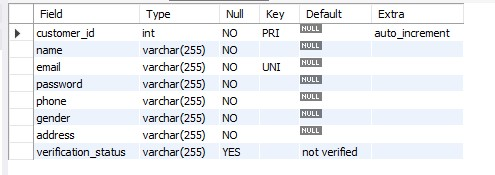 Field Type Null Key Default Extra
customer_id int NO PRI NULL auto_increment
name varchar(255) NO NULL
email varchar(255) NO UNI NULL
password varchar(255) NO NULL
phone varchar(255) NO NULL
gender varchar(255) NO NULL
address varchar(255) NO NULL
verification_status varchar(255) YES not verified